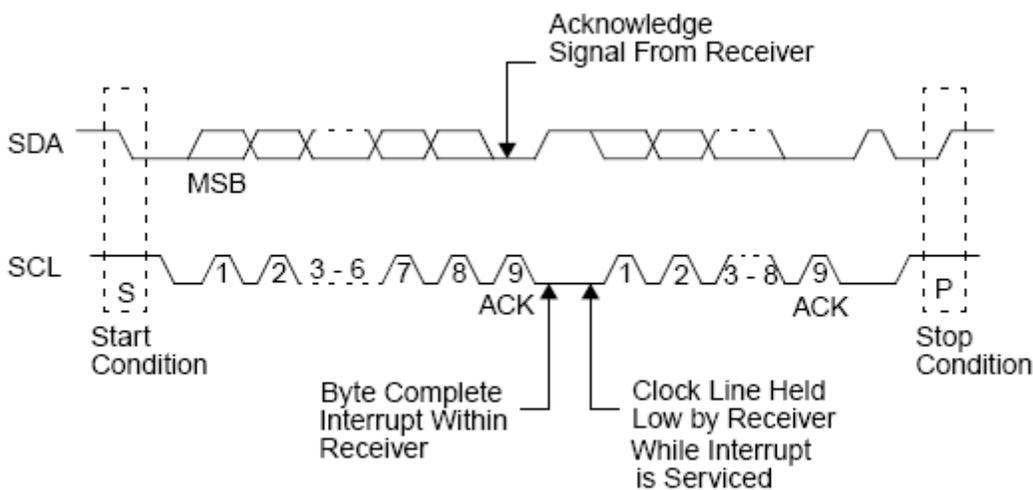 Acknowledge
Signal From Receiver
SDA
MSB
SCL
1 2 3 - 6 7 8 9 1 2 3 - 8 9
S
ACK
ACK
P
Start
Condition
Stop
Condition
Byte Complete
Interrupt Within
Receiver
Clock Line Held
Low by Receiver
While Interrupt
is Serviced